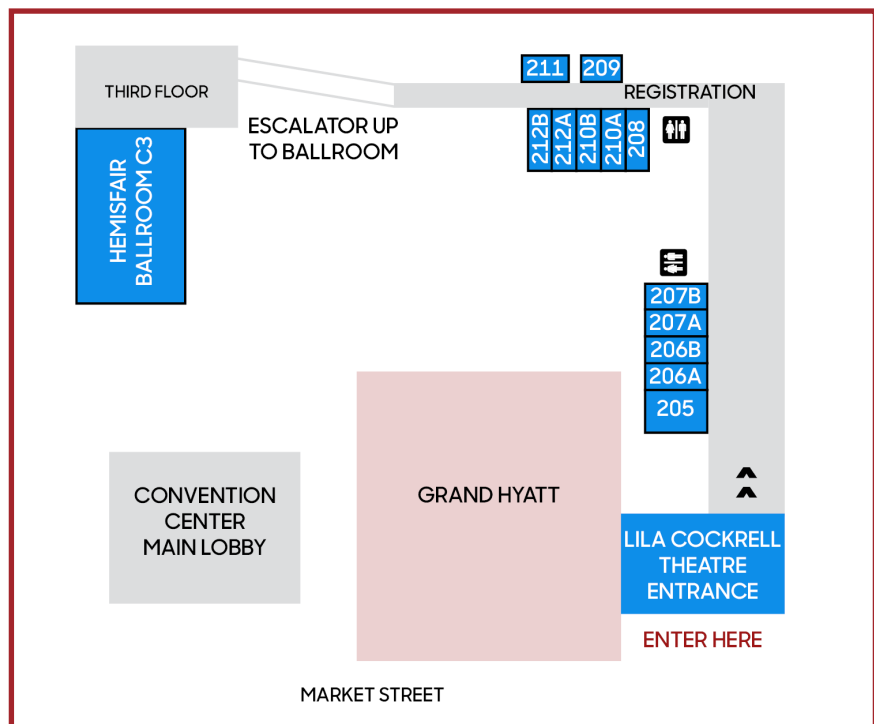 THIRD FLOOR
211
209
REGISTRATION
ESCALATOR UP
TO BALLROOM
212B
212A
210B
210A
208
HEMISFAIR
BALLROOM C3
207B
207A
206B
206A
205
CONVENTION
CENTER
MAIN LOBBY
GRAND HYATT
LILA COCKRELL
THEATRE
ENTRANCE
ENTER HERE
MARKET STREET